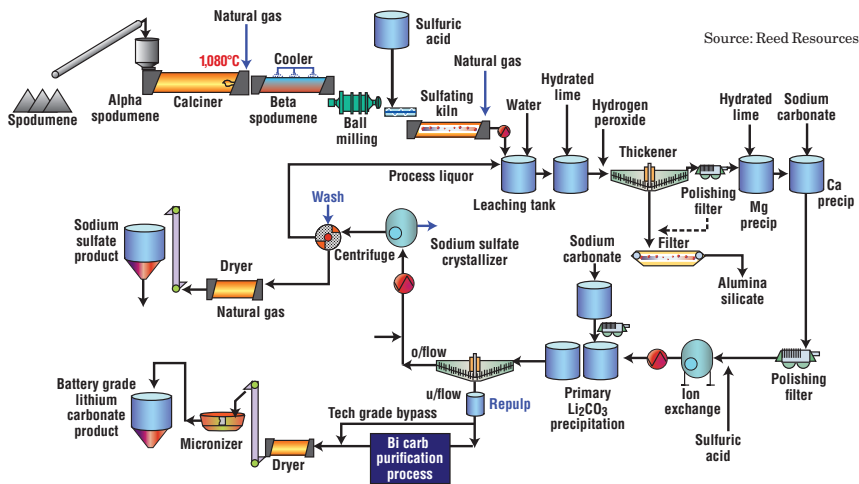 Natural gas
Sulfuric
acid
Source: Reed Resources
1,080°C
Cooler
Natural gas
Hydrated
lime
Spodumene
Alpha
spodumene
Calciner
Beta
spodumene
Ball
milling
Sulfating
kiln
Water
Hydrogen
peroxide
Thickener
Hydrated
lime
Sodium
carbonate
Process liquor
Leaching tank
Polishing
filter
Mg
precip
Ca
precip
Wash
Sodium
sulfate
product
Centrifuge
Sodium sulfate
crystallizer
Sodium
carbonate
Filter
Alumina
silicate
Dryer
Natural gas
o/flow
u/flow
Battery grade
lithium
carbonate
product
Repulp
Primary
Li2CO3
precipitation
Ion
exchange
Polishing
filter
Tech grade bypass
Micronizer
Dryer
Bi carb
purification
process
Sulfuric
acid